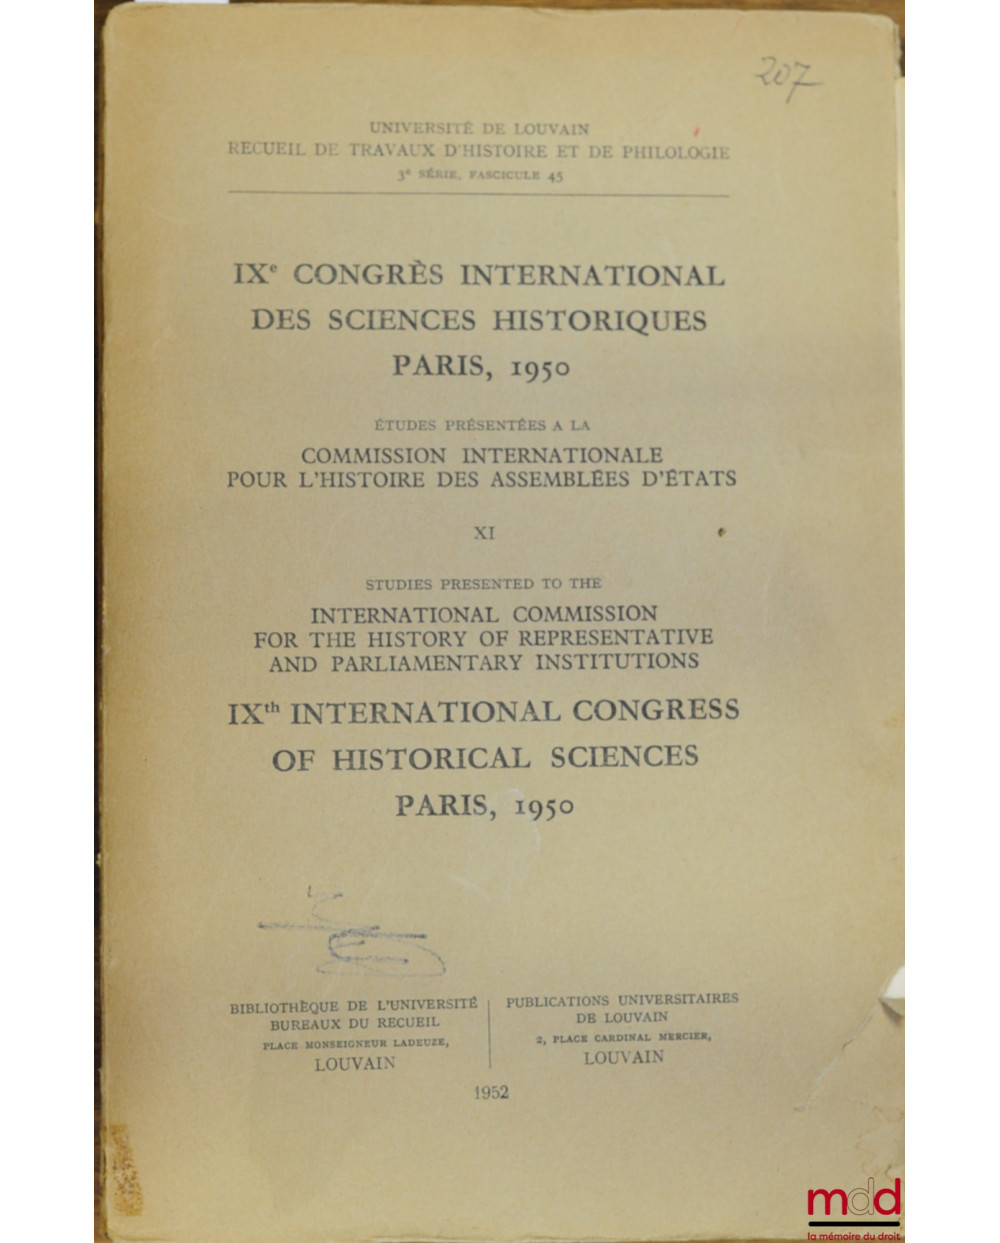 207
UNIVERSITÉ DE LOUVAIN
RECUEIL DE TRAVAUX D'HISTOIRE ET DE PHILOLOGIE
3e SÉRIE, FASCICULE 45
IXe CONGRÈS INTERNATIONAL
DES SCIENCES HISTORIQUES
PARIS, 1950
ÉTUDES PRÉSENTÉES A LA
COMMISSION INTERNATIONALE
POUR L'HISTOIRE DES ASSEMBLÉES D'ÉTATS
XI
STUDIES PRESENTED TO THE
INTERNATIONAL COMMISSION
FOR THE HISTORY OF REPRESENTATIVE
AND PARLIAMENTARY INSTITUTIONS
IXth INTERNATIONAL CONGRESS
OF HISTORICAL SCIENCES
PARIS, 1950
BIBLIOTHÈQUE DE L'UNIVERSITÉ
BUREAUX DU RECUEIL
PLACE MONSEIGNEUR LADEUZE,
LOUVAIN
PUBLICATIONS UNIVERSITAIRES
DE LOUVAIN
2, PLACE CARDINAL MERCIER,
LOUVAIN
1952
mdd
la mémoire du droit